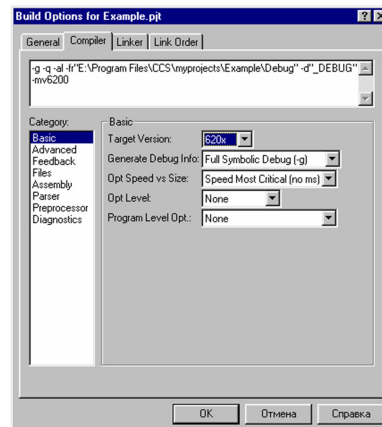 Build Options for Example.pjt
General Compiler Linker Link Order
-g -q -al -fr"E:\Program Files\CCS\myprojects\Example\Debug" -d"_DEBUG"
-mv6200
Category:
Basic
Advanced
Feedback
Files
Assembly
Parser
Preprocessor
Diagnostics
Basic
Target Version: 620x
Generate Debug Info: Full Symbolic Debug (-g)
Opt Speed vs Size: Speed Most Critical (no ms)
Opt Level: None
Program Level Opt.: None
OK Отмена Справка